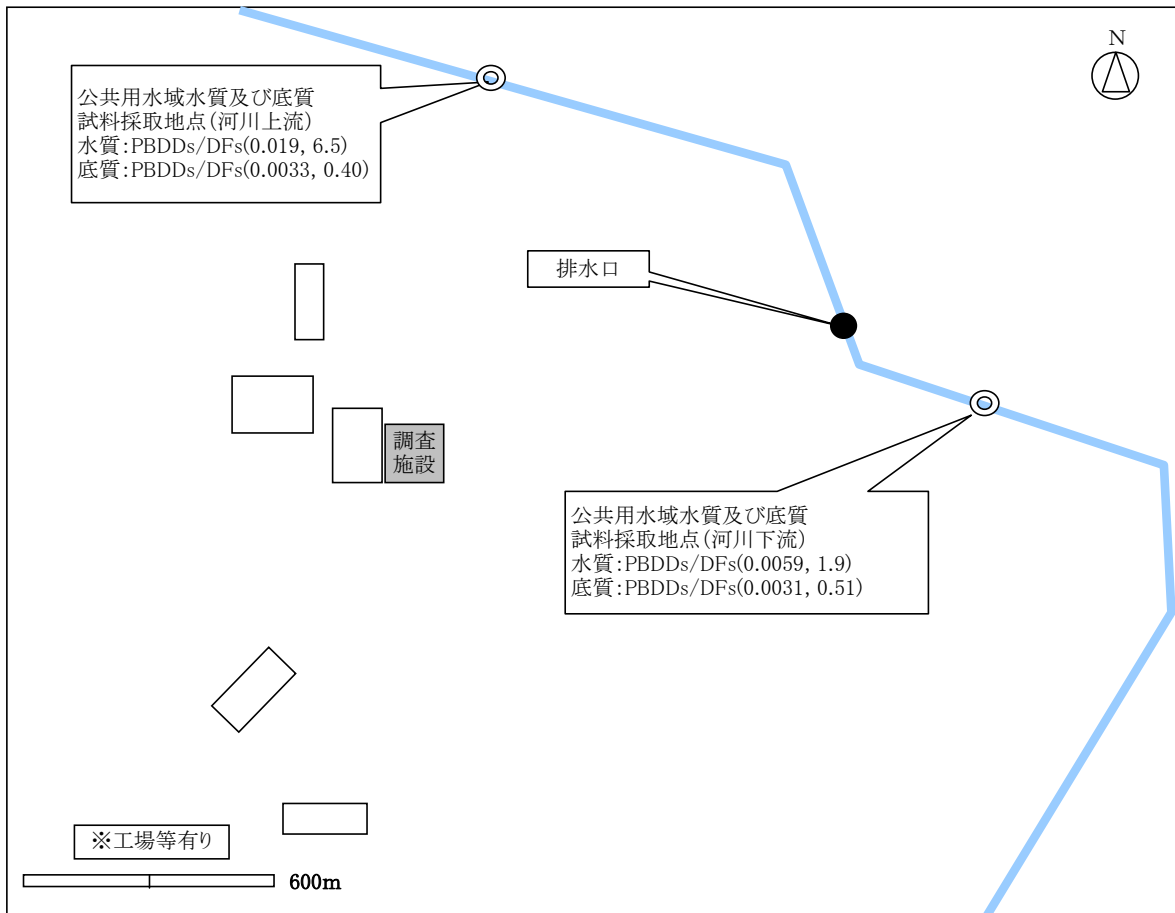 N
公共用水域水質及び底質
試料採取地点(河川上流)
水質:PBDDs/DFs(0.019, 6.5)
底質:PBDDs/DFs(0.0033, 0.40)
排水口
調査
施設
公共用水域水質及び底質
試料採取地点(河川下流)
水質:PBDDs/DFs(0.0059, 1.9)
底質:PBDDs/DFs(0.0031, 0.51)
※工場等有り
600m